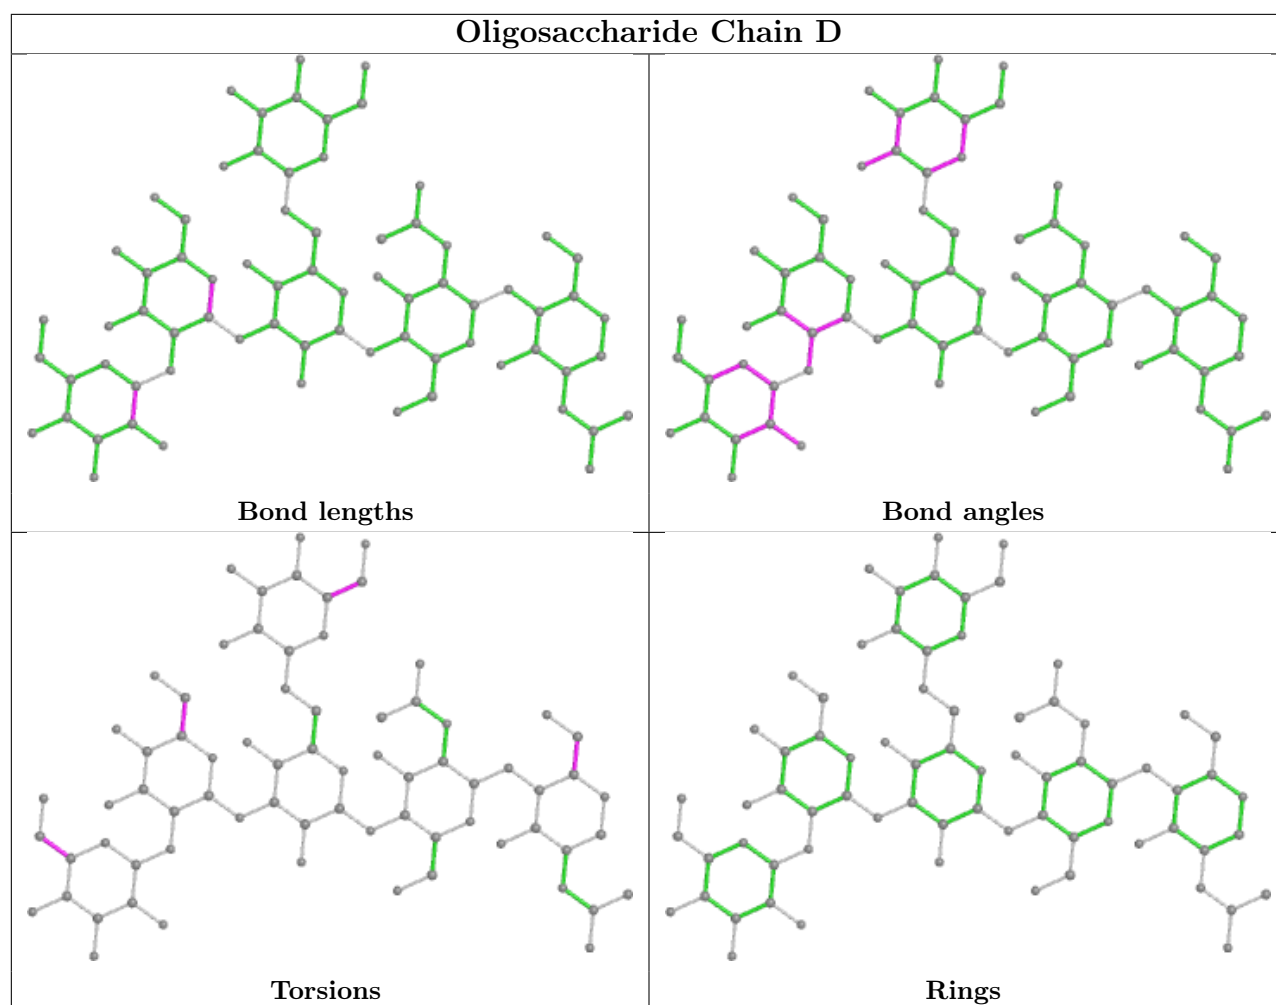 Oligosaccharide Chain D
Bond lengths
Bond angles
Torsions
Rings